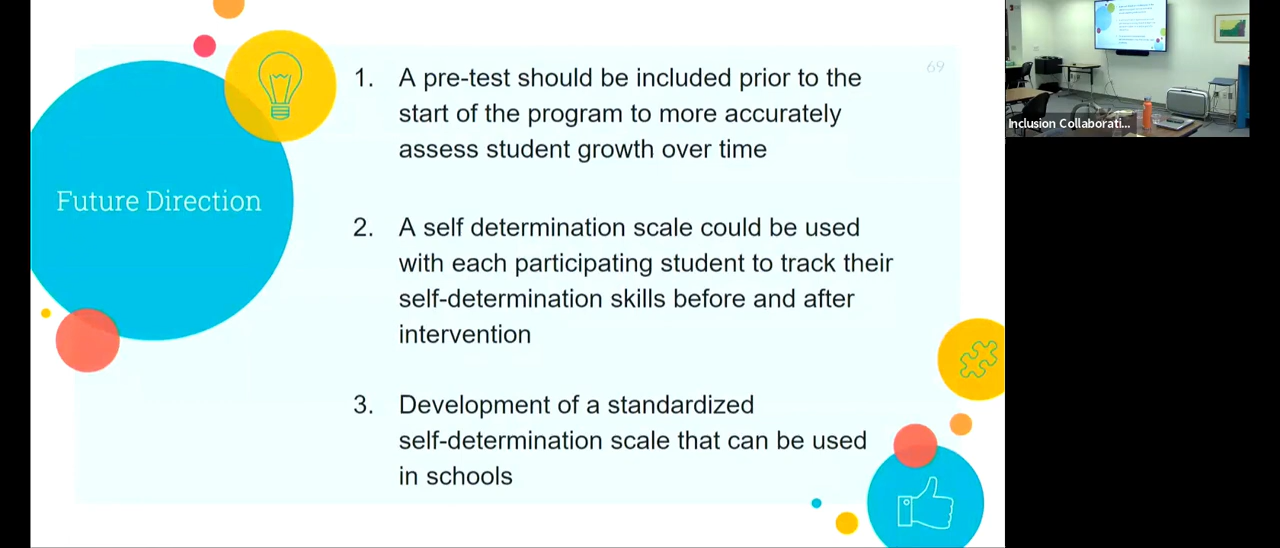 69
Future Direction
1. A pre-test should be included prior to the
start of the program to more accurately
assess student growth over time
2. A self determination scale could be used
with each participating student to track their
self-determination skills before and after
intervention
3. Development of a standardized
self-determination scale that can be used
in schools
Inclusion Collaborati...